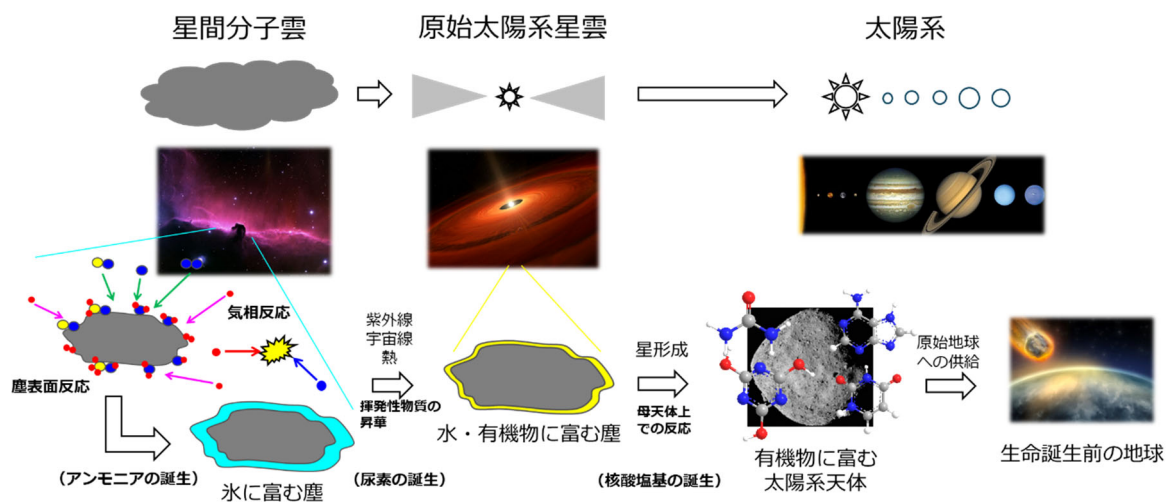 星間分子雲
原始太陽系星雲
太陽系
気相反応
塵表面反応
(アンモニアの誕生)
氷に富む塵
紫外線
宇宙線
熱
揮発性物質の
昇華
(尿素の誕生)
水・有機物に富む塵
星形成
母天体上
での反応
(核酸塩基の誕生)
有機物に富む
太陽系天体
原始地球
への供給
生命誕生前の地球